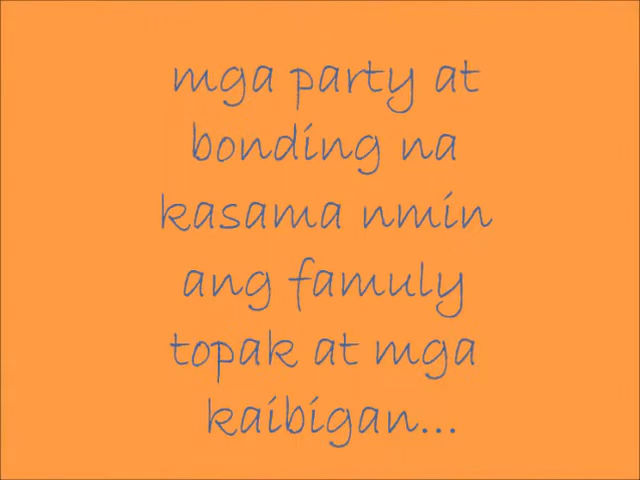 mga party at
bonding na
kasama nmin
ang famuly
topak at mga
kaibigan...